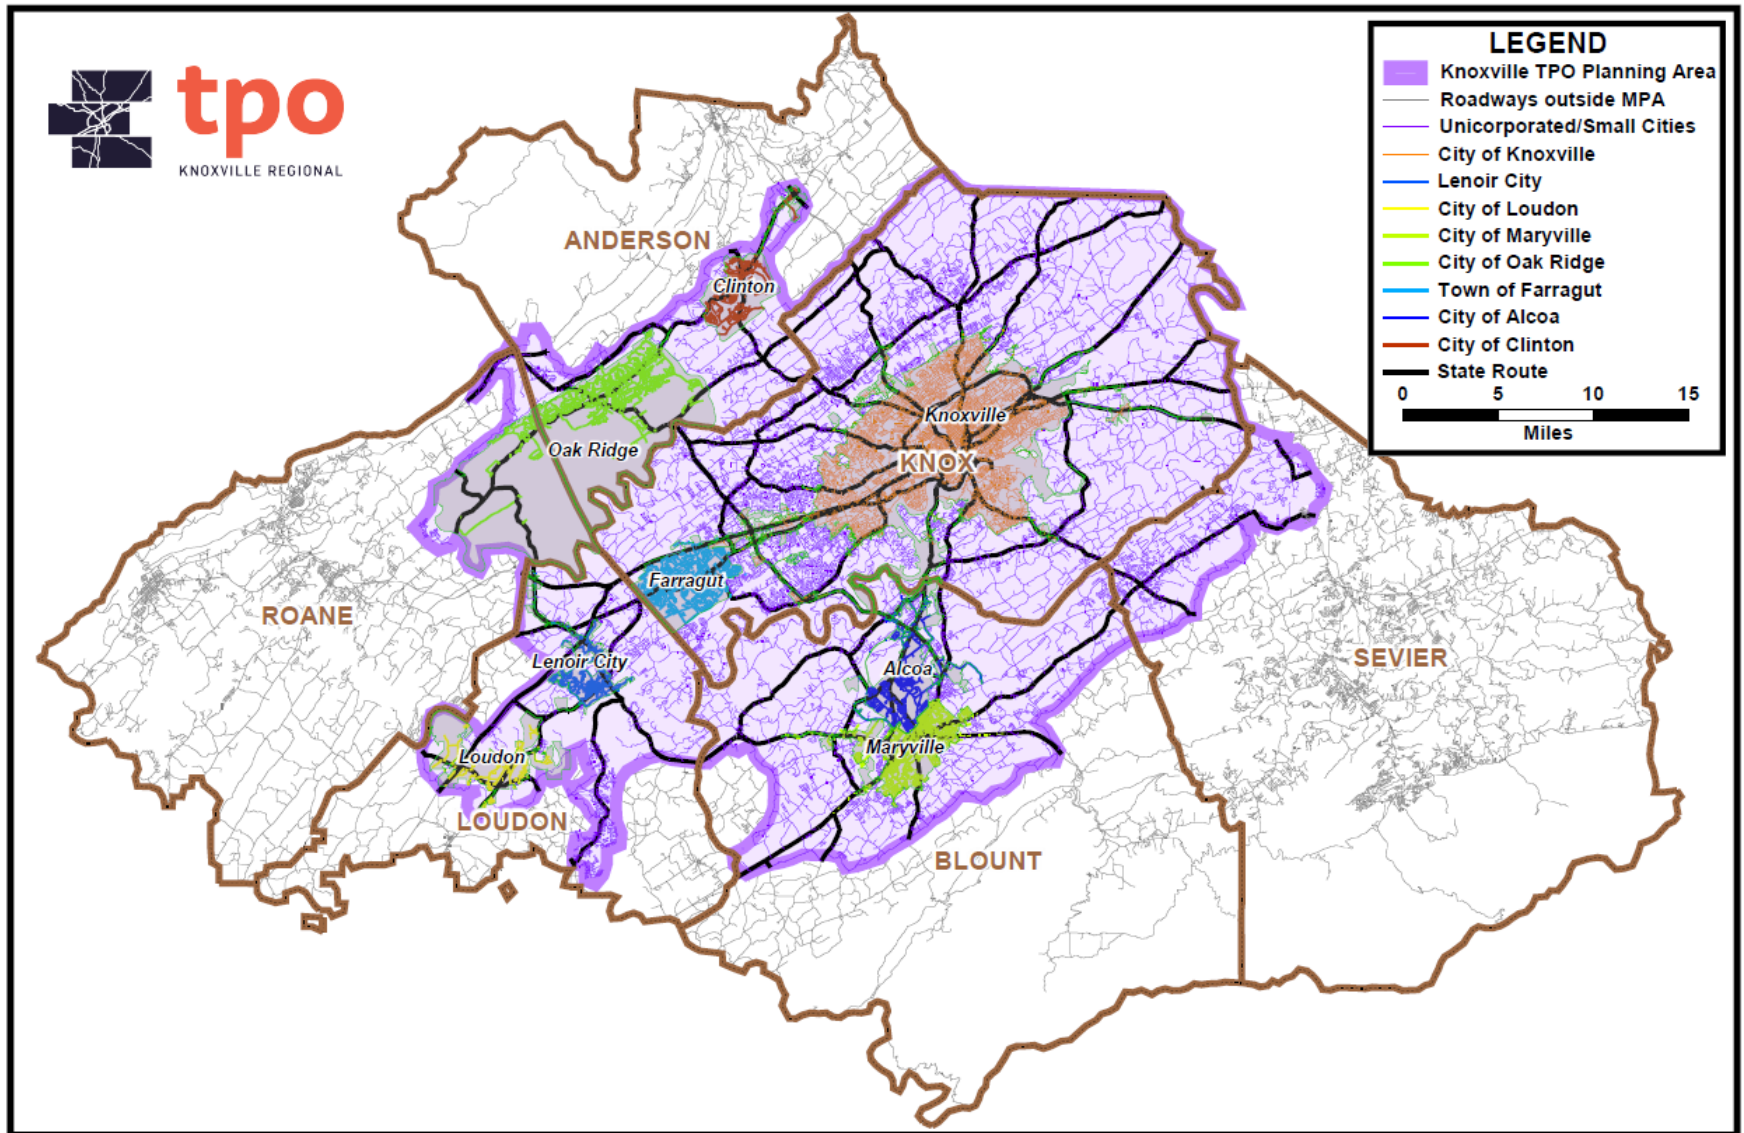 tpo
KNOXVILLE REGIONAL
LEGEND
Knoxville TPO Planning Area
Roadways outside MPA
Unicorporated/Small Cities
City of Knoxville
Lenoir City
City of Loudon
City of Maryville
City of Oak Ridge
Town of Farragut
City of Alcoa
City of Clinton
State Route
0 5 10 15
Miles
ANDERSON
Clinton
Knoxville
Oak Ridge
KNOX
Farragut
ROANE
Lenoir City
Alcoa
SEVIER
Maryville
Loudon
LOUDON
BLOUNT